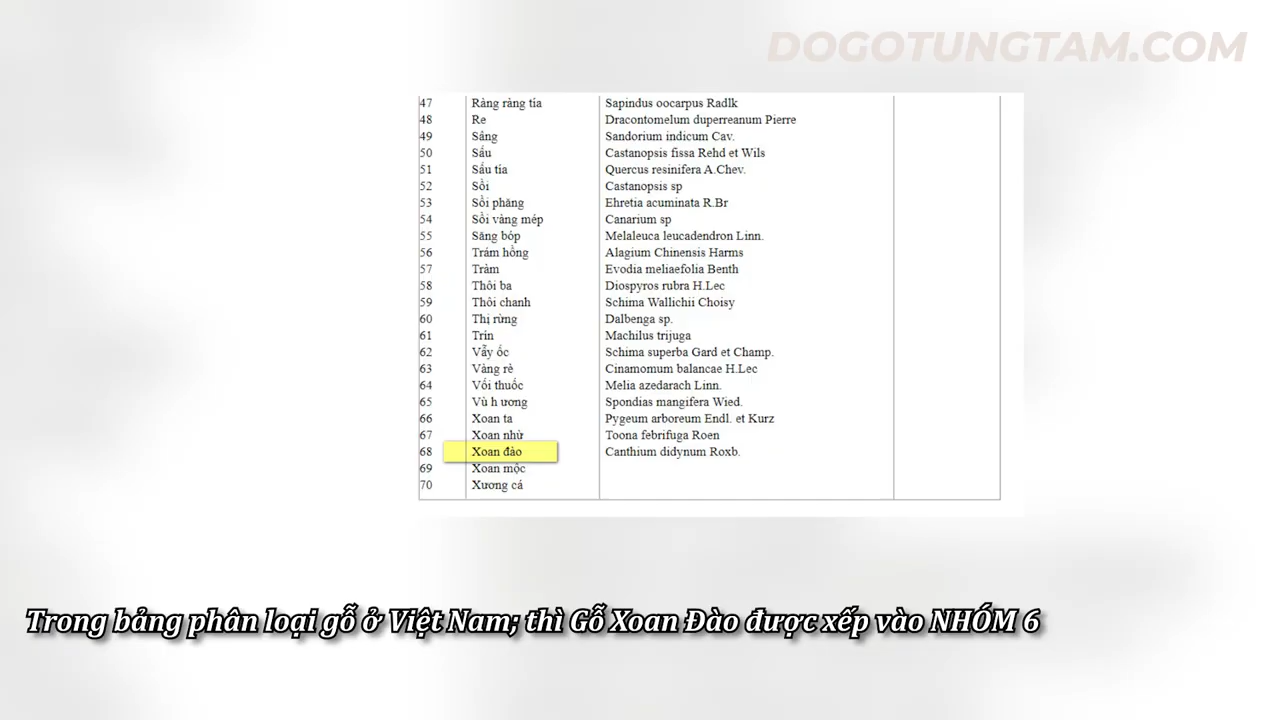 DOGOTUNGTAM.COM
47 Ràng ràng tía Sapindus oocarpus Radlk
48 Re Dracontomelum duperreanum Pierre
49 Sâng Sandorium indicum Cav.
50 Sấu Castanopsis fissa Rehd et Wils
51 Sấu tía Quercus resinifera A.Chev.
52 Sồi Castanopsis sp
53 Sồi phăng Ehretia acuminata R.Br
54 Sồi vàng mép Canarium sp
55 Săng bóp Melaleuca leucadendron Linn.
56 Trám hồng Alagium Chinensis Harms
57 Tràm Evodia meliaefolia Benth
58 Thôi ba Diospyros rubra H.Lec
59 Thôi chanh Schima Wallichii Choisy
60 Thị rừng Dalbenga sp.
61 Trín Machilus trijuga
62 Vẩy ốc Schima superba Gard et Champ.
63 Vàng rè Cinamomum balancae H.Lec
64 Vối thuốc Melia azedarach Linn.
65 Vù h ương Spondias mangifera Wied.
66 Xoan ta Pygeum arboreum Endl. et Kurz
67 Xoan nhừ Toona febrifuga Roen
68 Xoan đào Canthium didynum Roxb.
69 Xoan mộc
70 Xương cá
Trong bảng phân loại gỗ ở Việt Nam; thì Gỗ Xoan Đào được xếp vào NHÓM 6